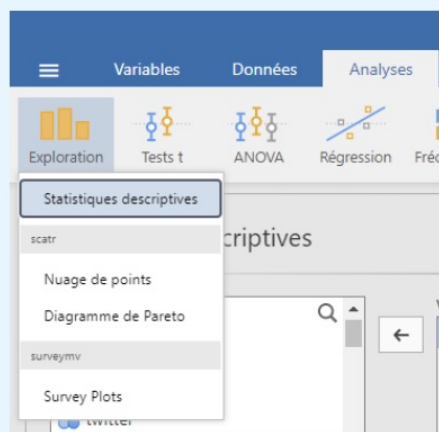 Variables Données Analyses
Exploration Tests t ANOVA Régression
Statistiques descriptives
scatr
criptives
Nuage de points
Diagramme de Pareto
surveymv
Survey Plots
twitter